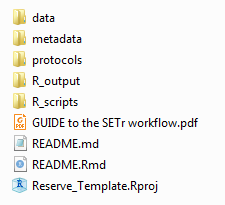 data
metadata
protocols
R_output
R_scripts
GUIDE to the SETr workflow.pdf
README.md
README.Rmd
Reserve_Template.Rproj